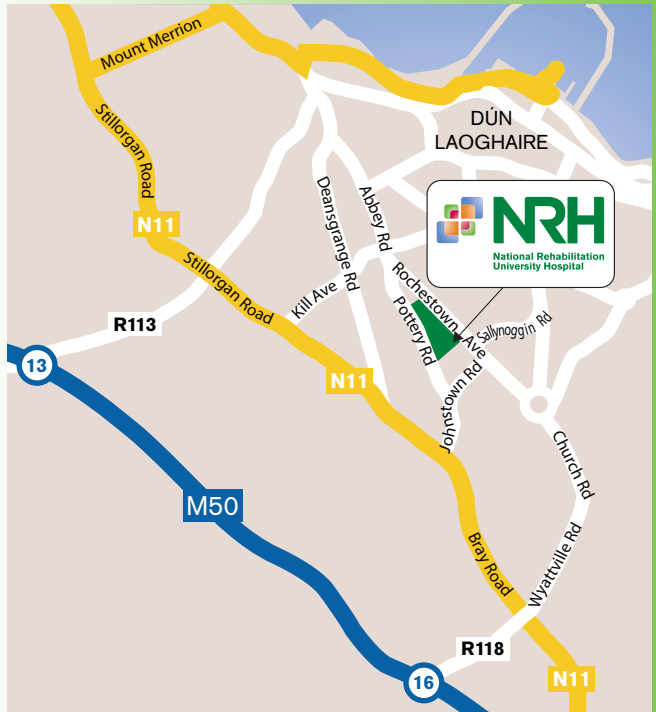 Mount Merrion
Stillorgan Road
DÚN
LAOGHAIRE
Deansgrange Rd
Abbey Rd
NRH
National Rehabilitation
University Hospital
N11
Stillorgan Road
Kill Ave
Rochestown Ave
Pottery Rd
Sallynoggin Rd
R113
13
N11
Johnstown Rd
Church Rd
M50
Bray Road
Wyattville Rd
R118
16
N11